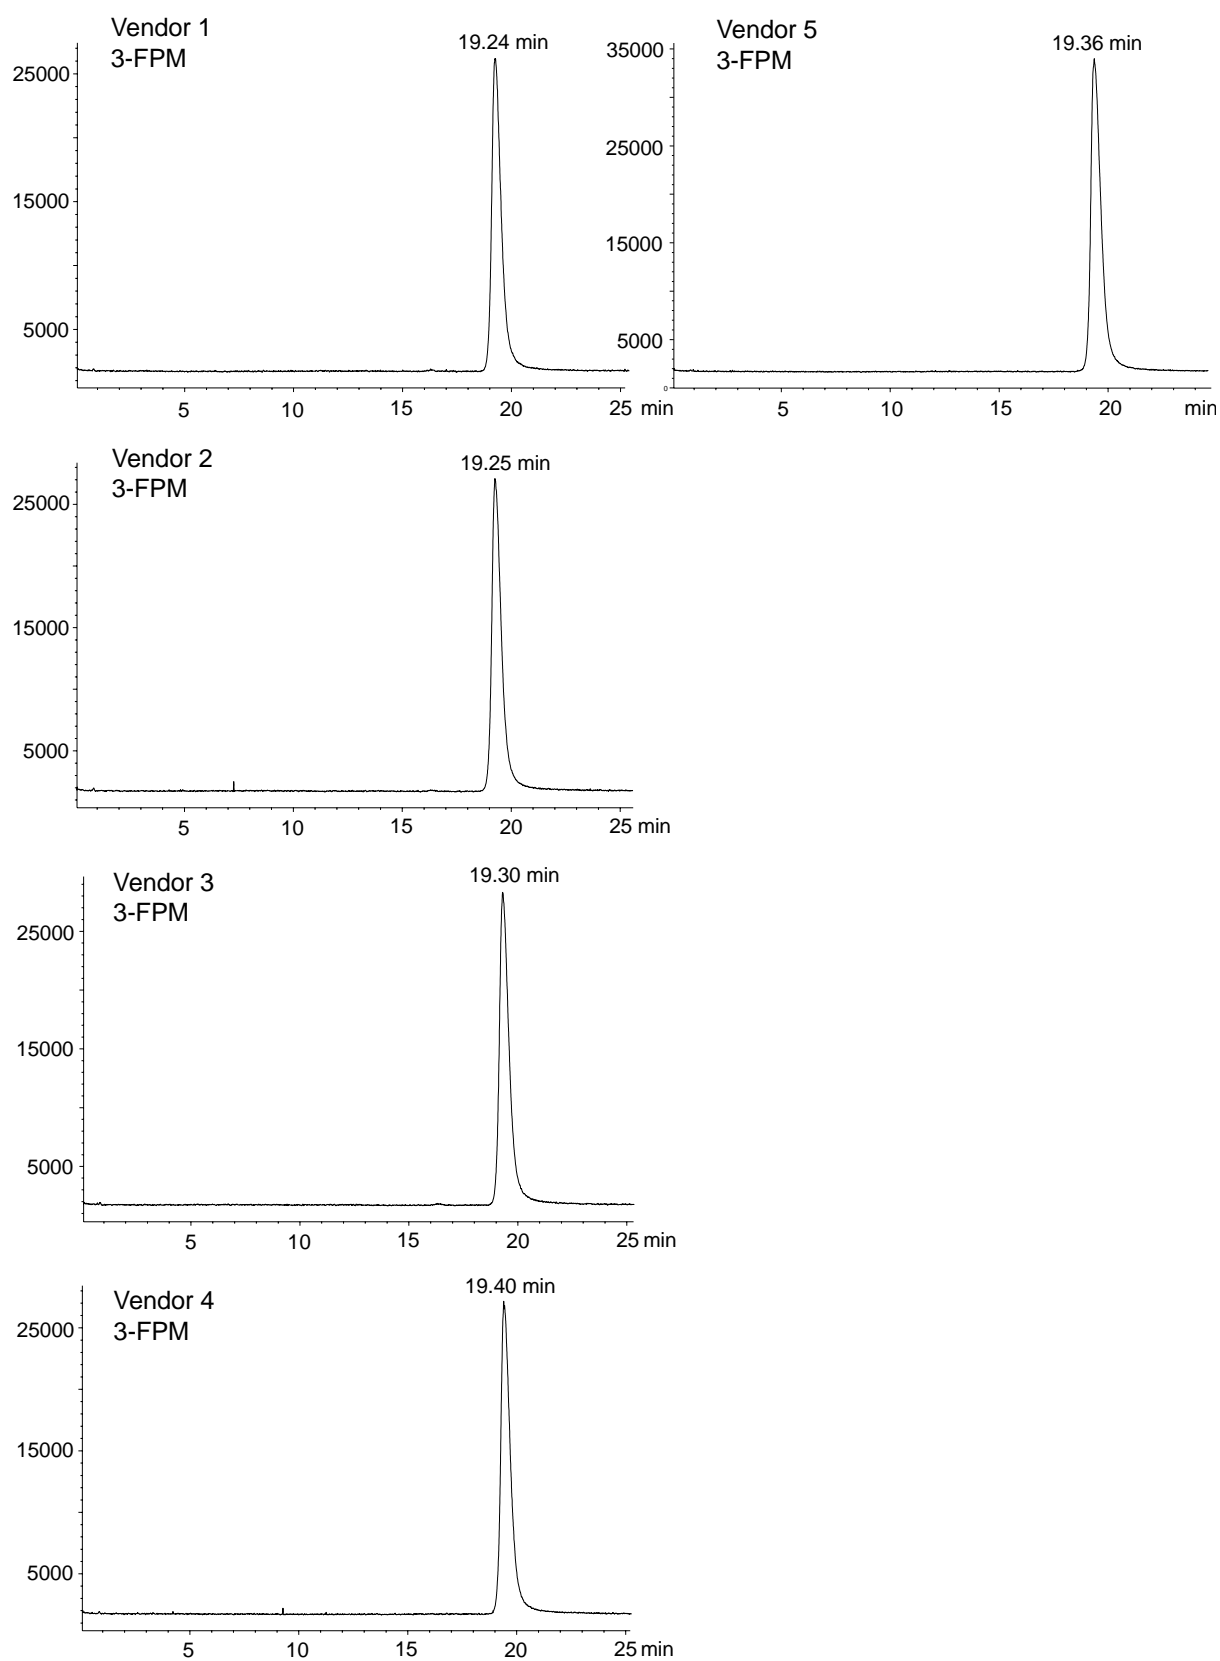 Vendor 1
3-FPM
19.24 min
25000
15000
5000
5 10 15 20 25 min
Vendor 5
3-FPM
19.36 min
35000
25000
15000
5000
0
5 10 15 20 min
Vendor 2
3-FPM
19.25 min
25000
15000
5000
5 10 15 20 25 min
Vendor 3
3-FPM
19.30 min
25000
15000
5000
5 10 15 20 25 min
Vendor 4
3-FPM
19.40 min
25000
15000
5000
5 10 15 20 25 min